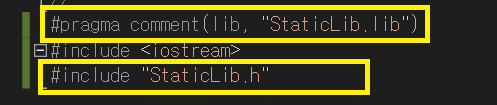 //
#pragma comment(lib, "StaticLib.lib")
#include <iostream>
#include "StaticLib.h"